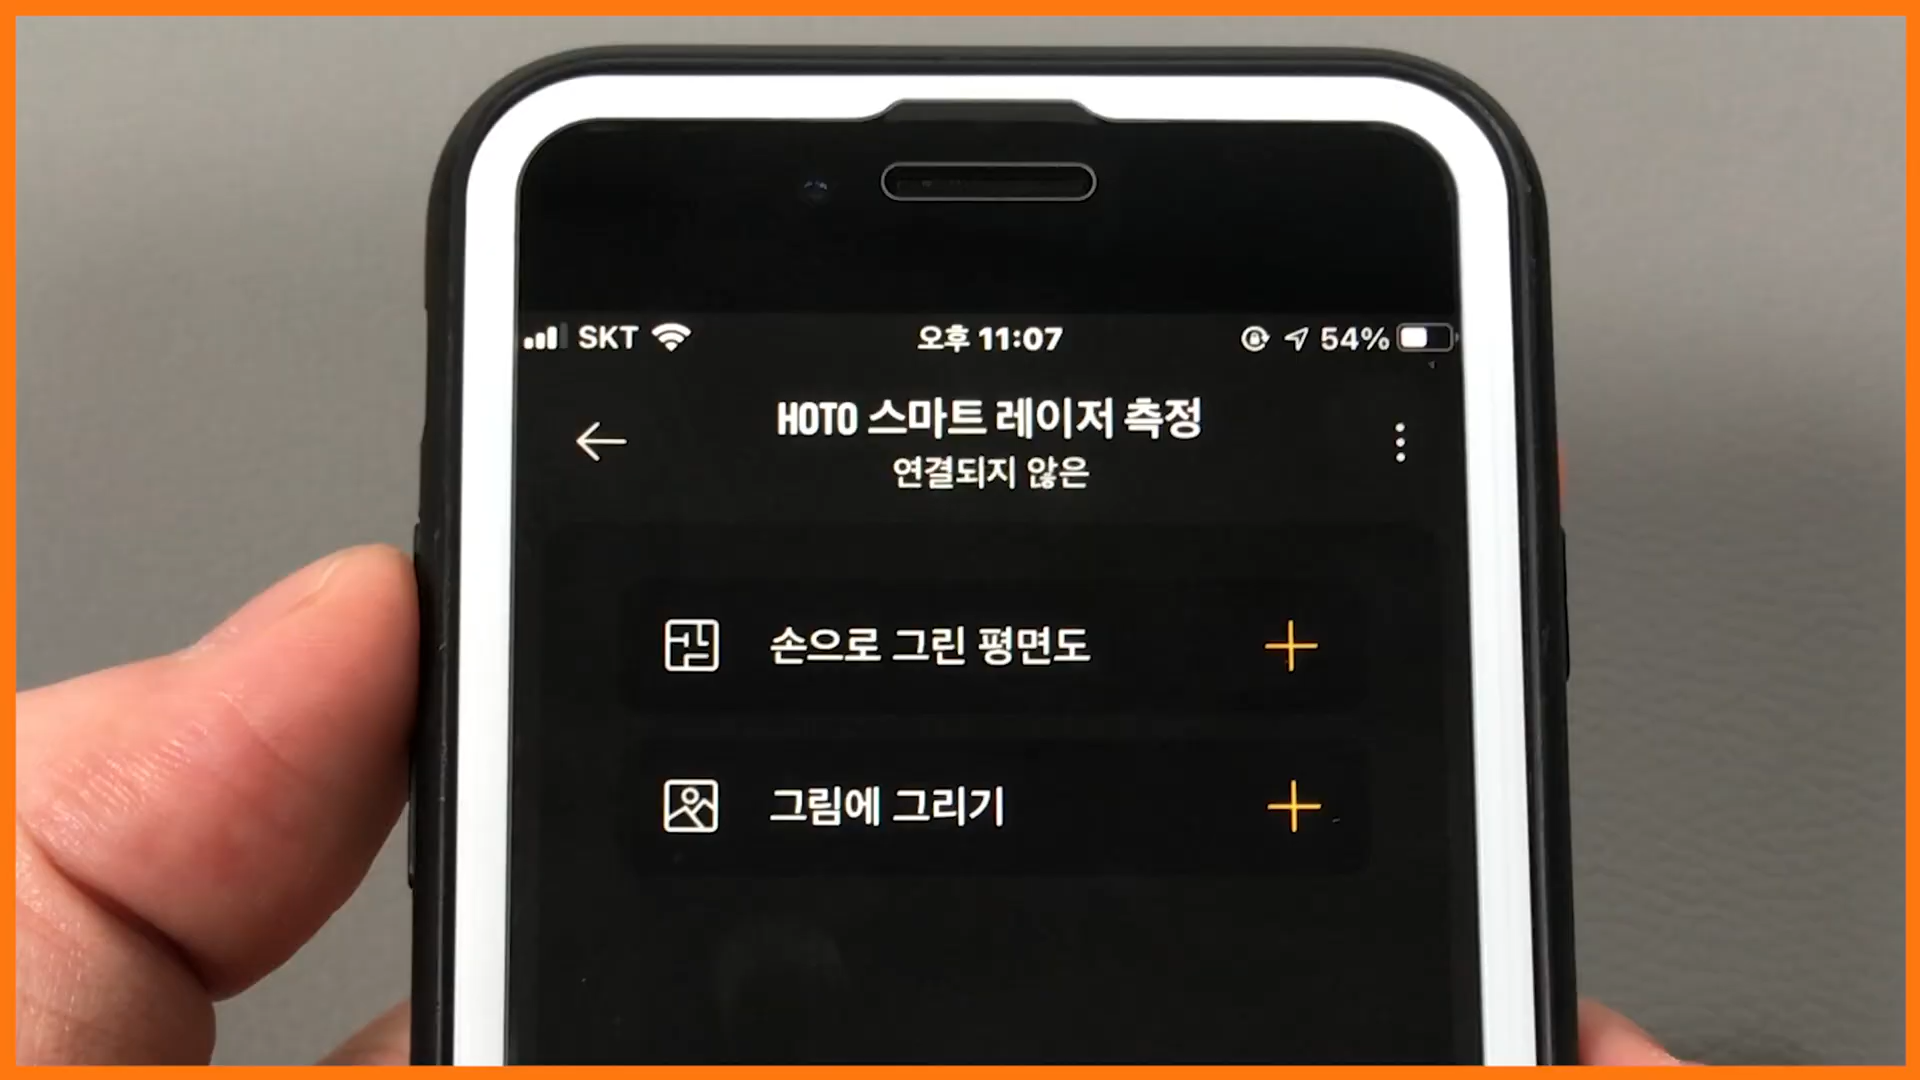 SKT 오후 11:07 54%
HOTO 스마트 레이저 측정
연결되지 않은
손으로 그린 평면도
그림에 그리기